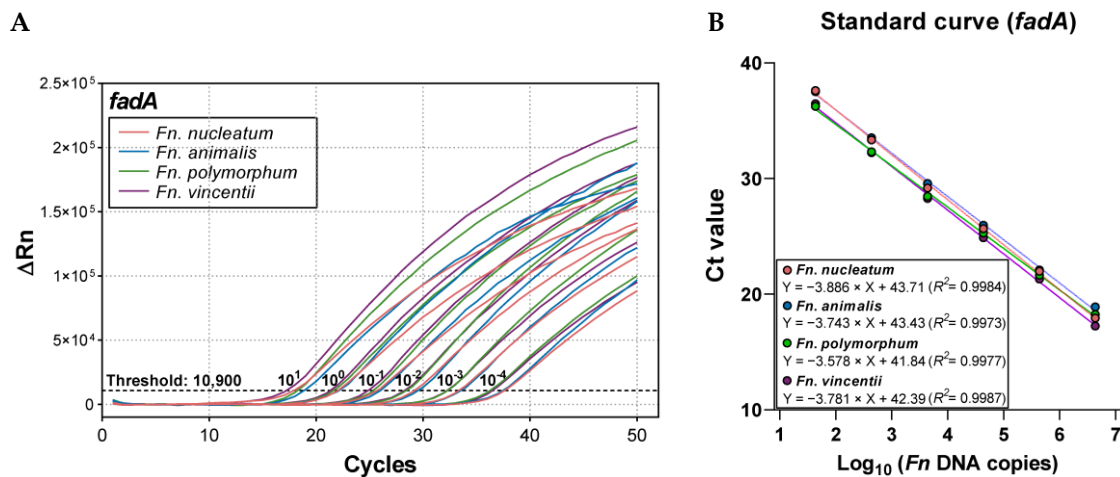 A
fadA
Fn. nucleatum
Fn. animalis
Fn. polymorphum
Fn. vincentii
ΔRn
2.5×10⁵
2×10⁵
1.5×10⁵
1×10⁵
5×10⁴
0
Threshold: 10,900
10¹
10⁰
10⁻¹
10⁻²
10⁻³
10⁻⁴
0 10 20 30 40 50
Cycles
B
Standard curve (fadA)
Ct value
40
30
20
10
Fn. nucleatum
Y = −3.886 × X + 43.71 (R²= 0.9984)
Fn. animalis
Y = −3.743 × X + 43.43 (R²= 0.9973)
Fn. polymorphum
Y = −3.578 × X + 41.84 (R²= 0.9977)
Fn. vincentii
Y = −3.781 × X + 42.39 (R²= 0.9987)
1 2 3 4 5 6 7
Log₁₀ (Fn DNA copies)